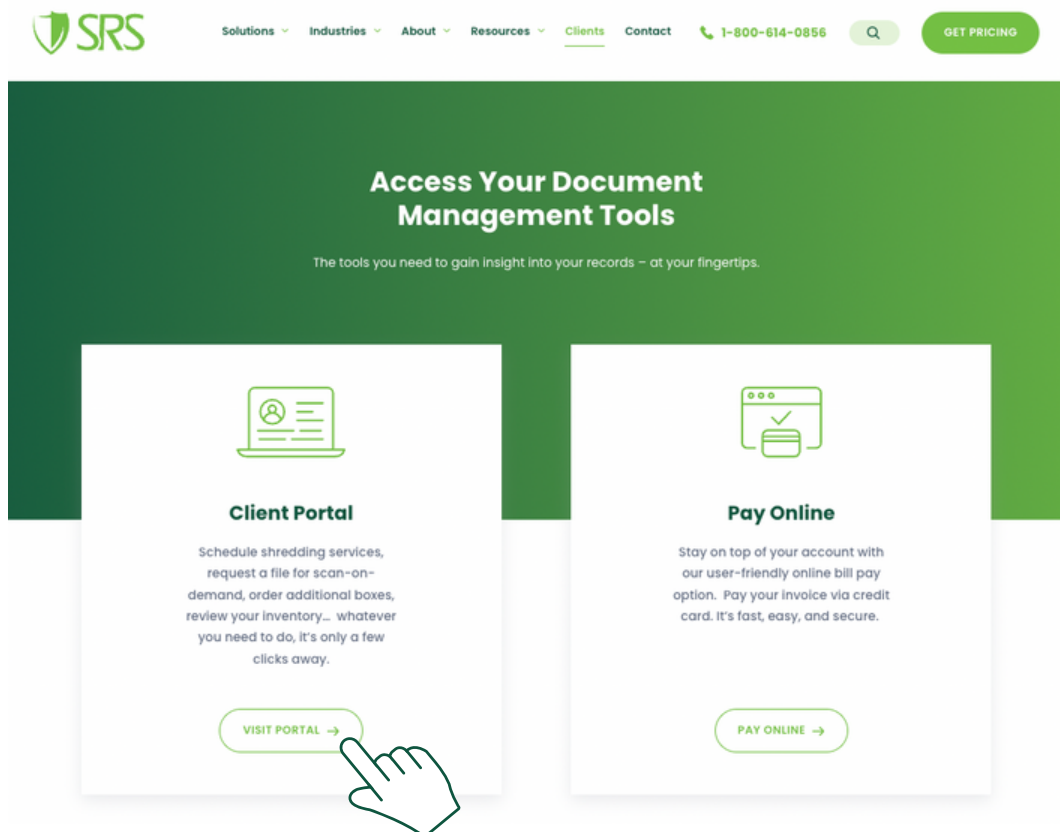 SRS
Solutions
Industries
About
Resources
Clients
Contact
1-800-614-0856
GET PRICING
Access Your Document
Management Tools
The tools you need to gain insight into your records – at your fingertips.
Client Portal
Schedule shredding services,
request a file for scan-on-
demand, order additional boxes,
review your inventory... whatever
you need to do, it's only a few
clicks away.
VISIT PORTAL →
Pay Online
Stay on top of your account with
our user-friendly online bill pay
option. Pay your invoice via credit
card. It's fast, easy, and secure.
PAY ONLINE →